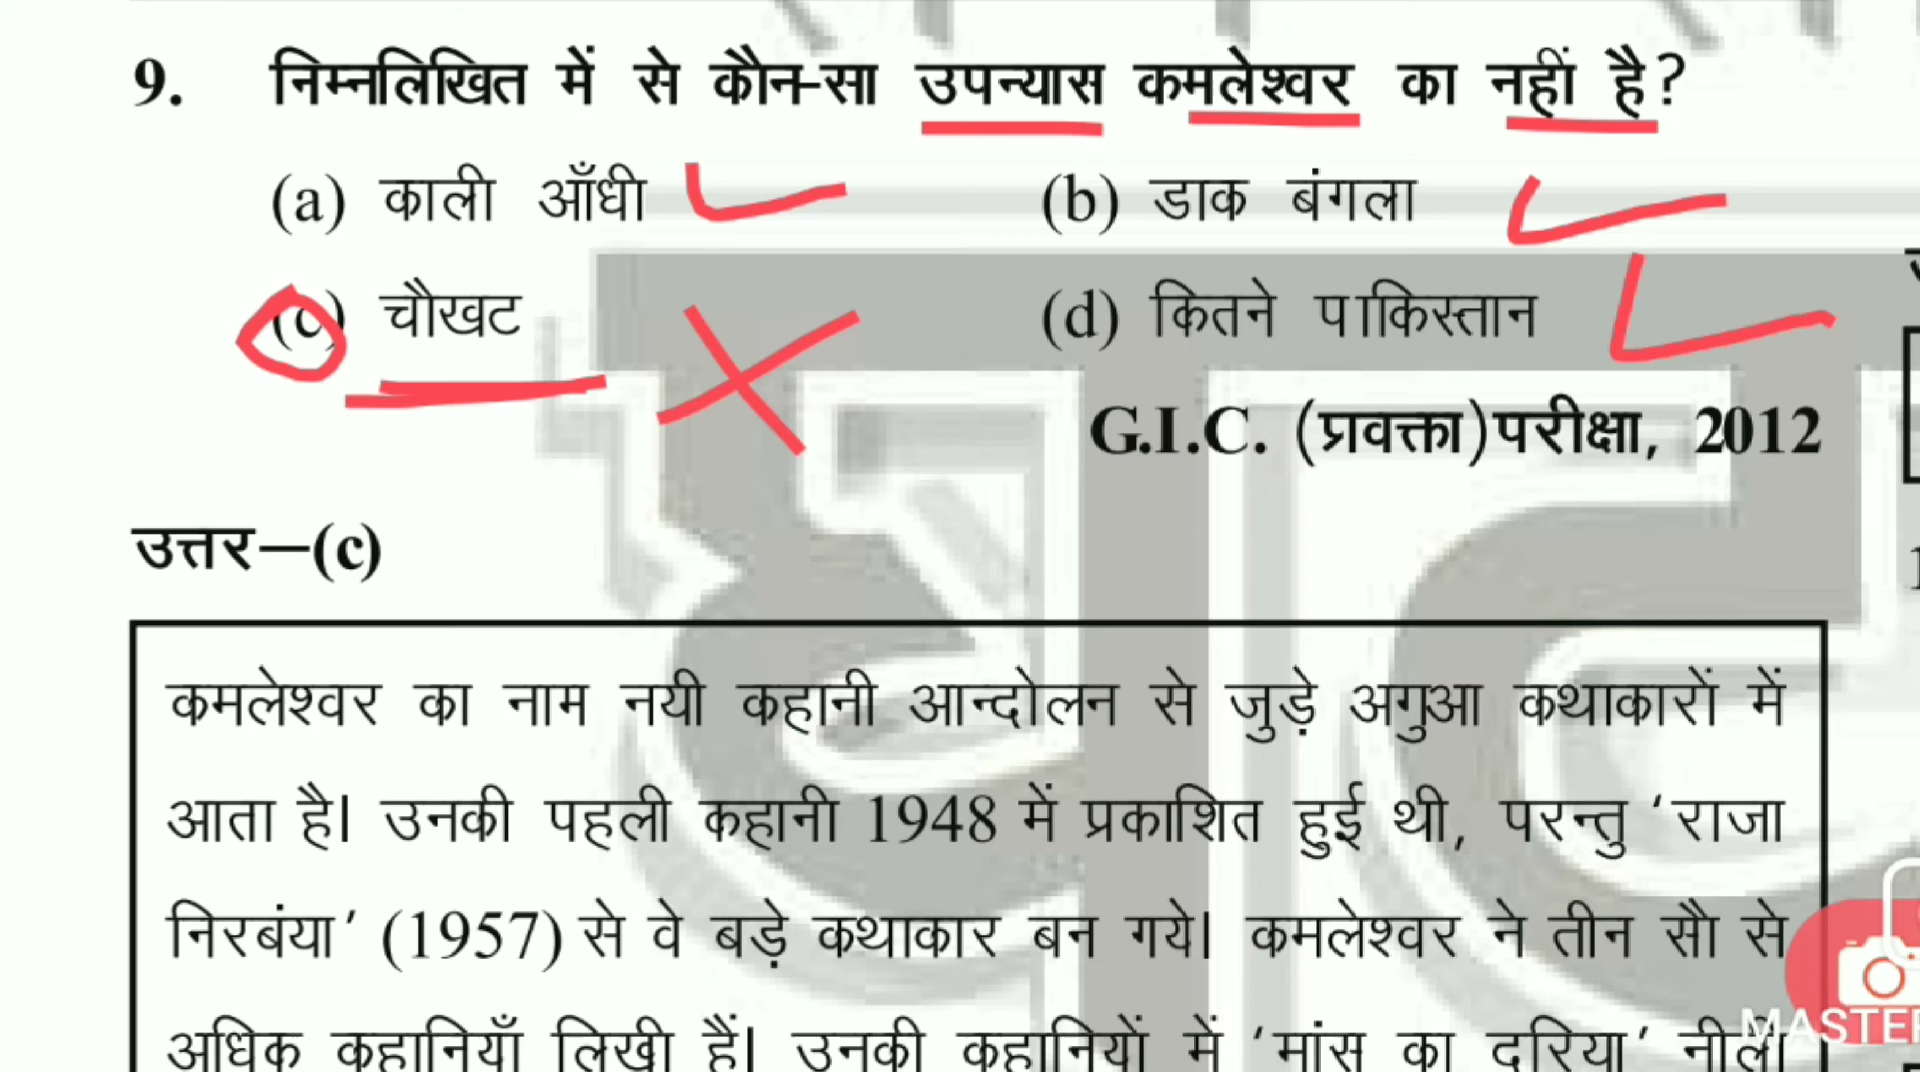 9. निम्नलिखित में से कौन-सा उपन्यास कमलेश्वर का नहीं है?
(a) काली आँधी (b) डाक बंगला
(c) चौखट (d) कितने पाकिस्तान
G.I.C. (प्रवक्ता) परीक्षा, 2012
उत्तर—(c)
कमलेश्वर का नाम नयी कहानी आन्दोलन से जुड़े अगुआ कथाकारों में
आता है। उनकी पहली कहानी 1948 में प्रकाशित हुई थी, परन्तु ‘राजा
निरबंया’ (1957) से वे बड़े कथाकार बन गये। कमलेश्वर ने तीन सौ से
अधिक कहानियाँ लिखी हैं। उनकी कहानियों में ‘मांस का दरिया’ नीली
MASTER